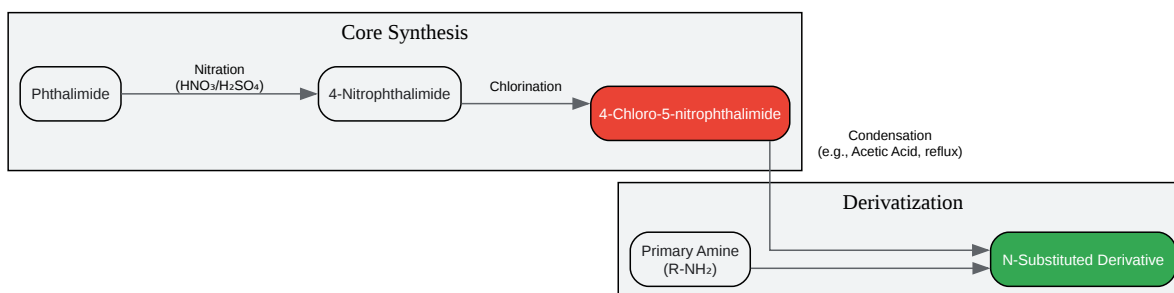 Core Synthesis
Phthalimide
Nitration
(HNO₃/H₂SO₄)
4-Nitrophthalimide
Chlorination
4-Chloro-5-nitrophthalimide
Condensation
(e.g., Acetic Acid, reflux)
Derivatization
Primary Amine
(R-NH₂)
N-Substituted Derivative